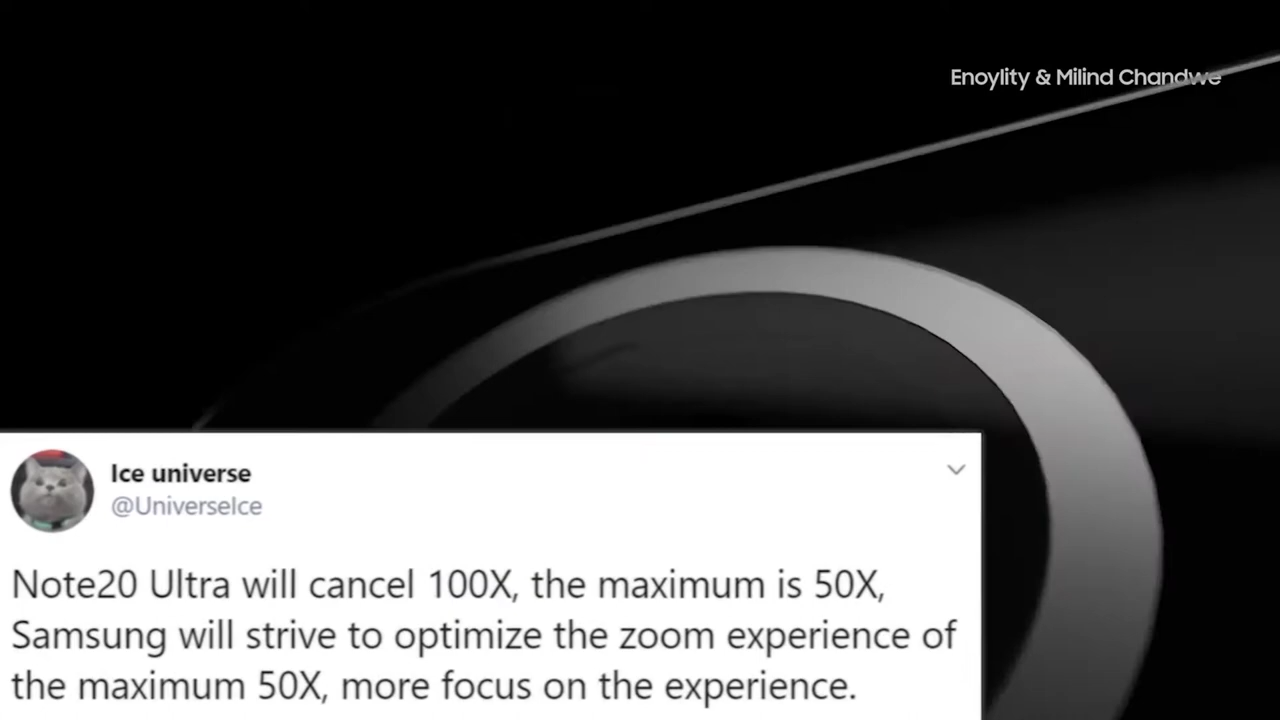 Enoylity & Milind Chandwe
Ice universe
@UniverseIce
Note20 Ultra will cancel 100X, the maximum is 50X,
Samsung will strive to optimize the zoom experience of
the maximum 50X, more focus on the experience.